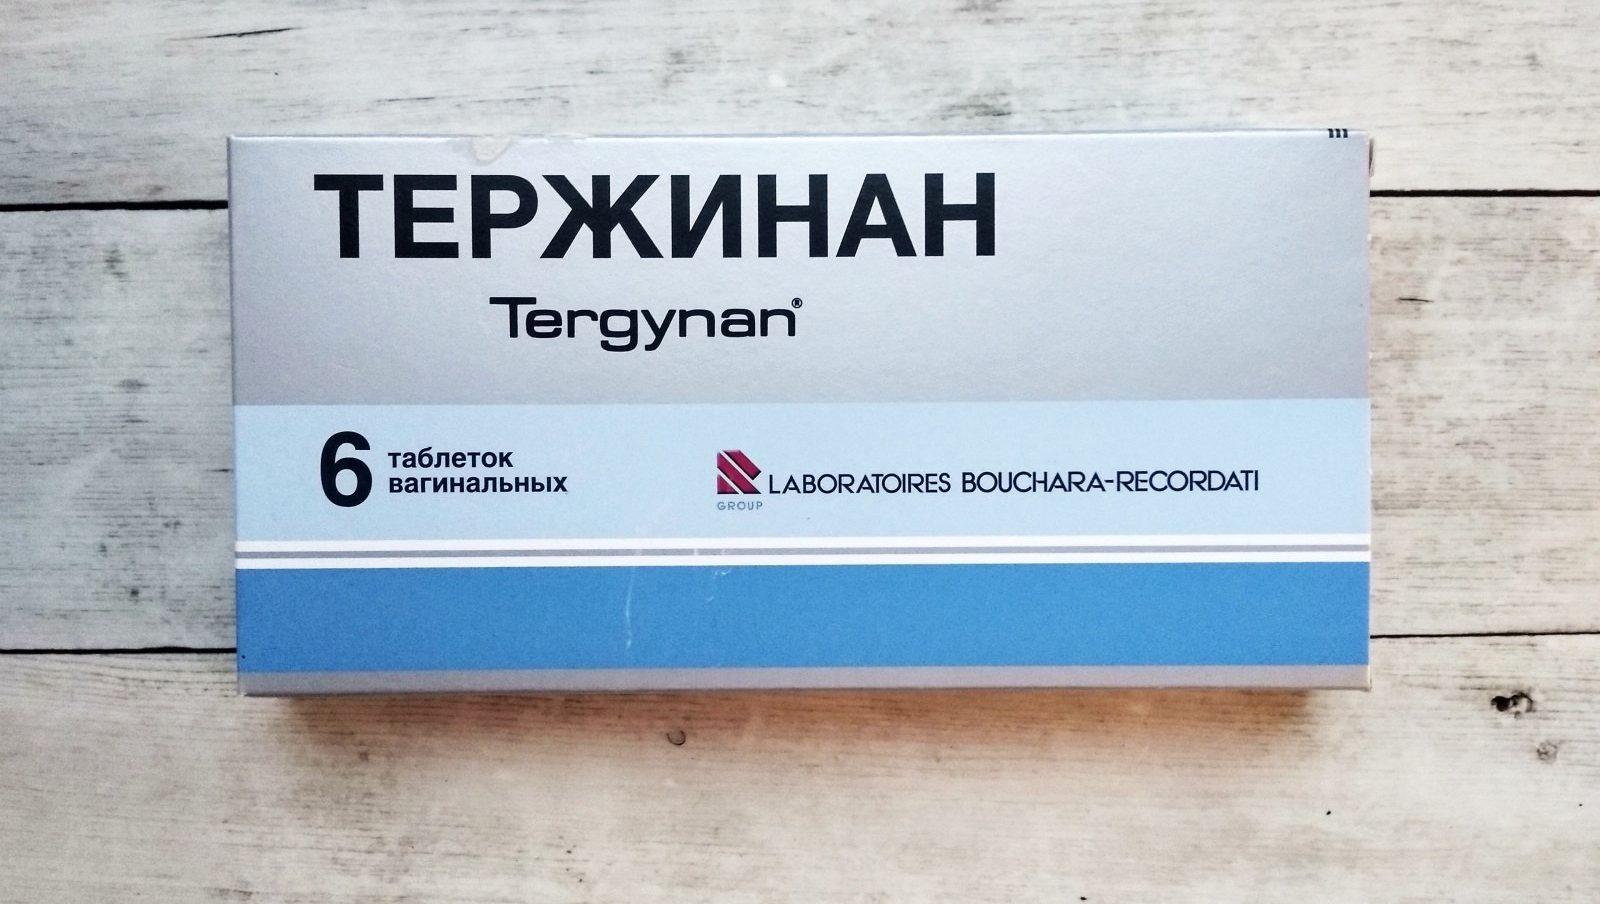 ТЕРЖИНАН
Tergynan®
6 таблеток
вагинальных
LABORATOIRES BOUCHARA-RECORDATI
GROUP